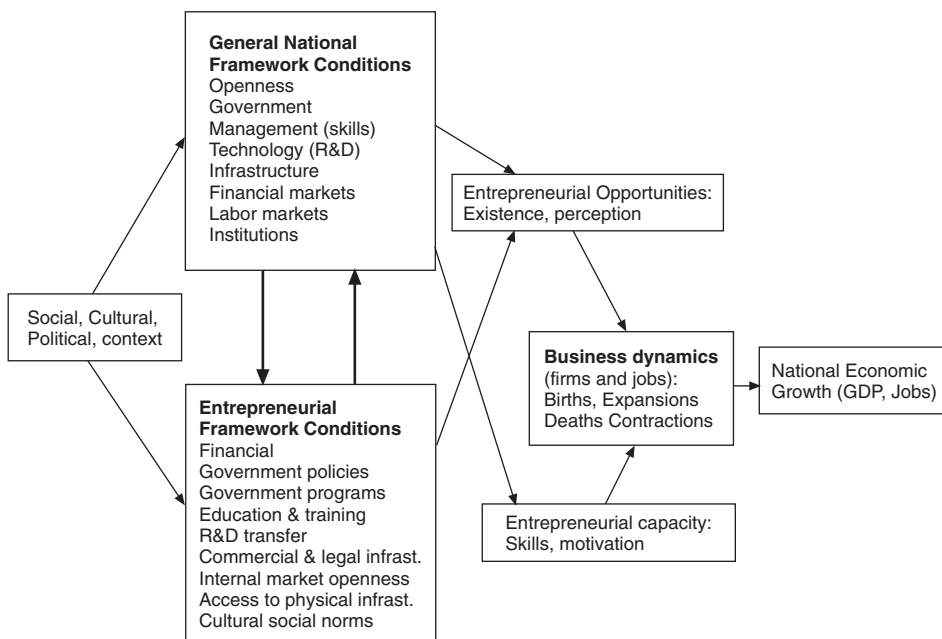 General National
Framework Conditions
Openness
Government
Management (skills)
Technology (R&D)
Infrastructure
Financial markets
Labor markets
Institutions
Social, Cultural,
Political, context
Entrepreneurial
Framework Conditions
Financial
Government policies
Government programs
Education & training
R&D transfer
Commercial & legal infrast.
Internal market openness
Access to physical infrast.
Cultural social norms
Entrepreneurial Opportunities:
Existence, perception
Entrepreneurial capacity:
Skills, motivation
Business dynamics
(firms and jobs):
Births, Expansions
Deaths Contractions
National Economic
Growth (GDP, Jobs)